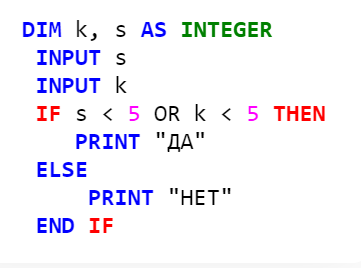 DIM k, s AS INTEGER
INPUT s
INPUT k
IF s < 5 OR k < 5 THEN
PRINT "ДА"
ELSE
PRINT "НЕТ"
END IF